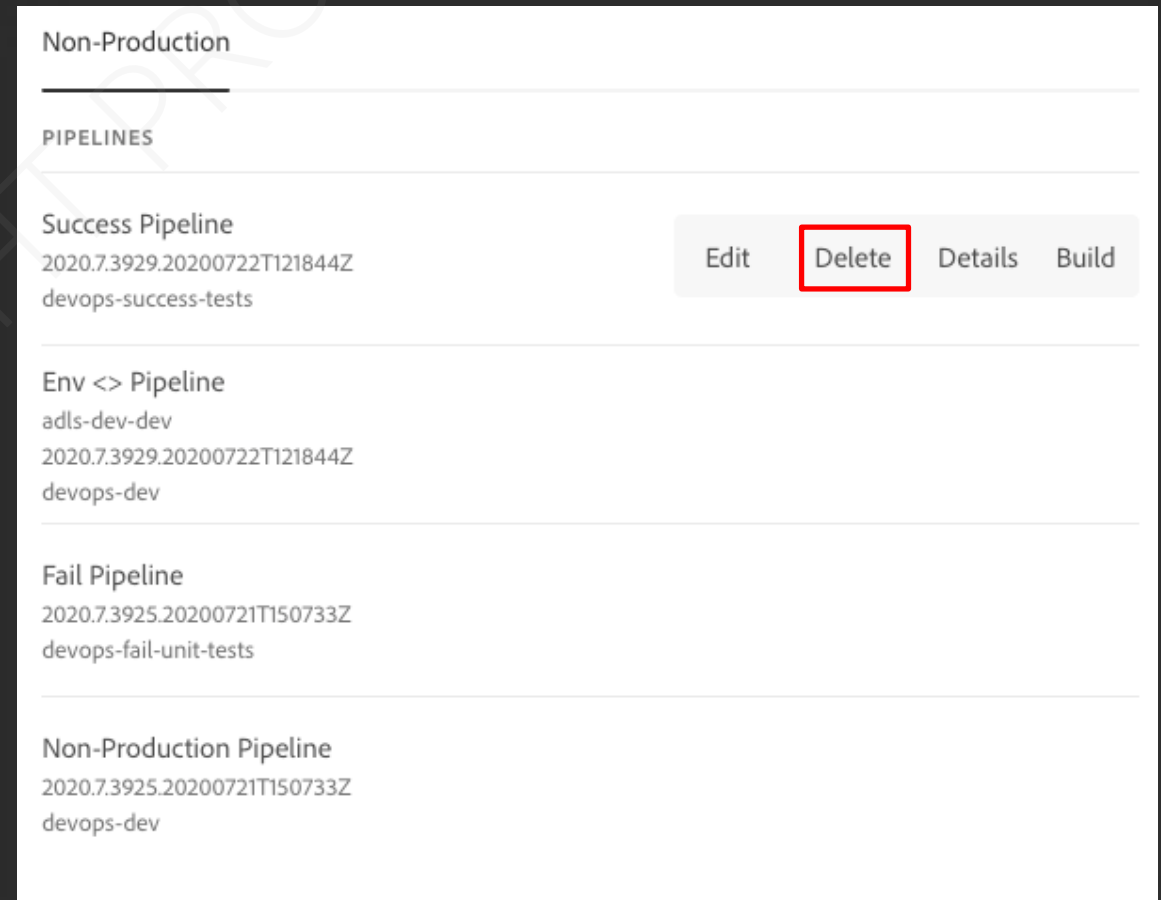 Non-Production
PIPELINES
Success Pipeline
2020.7.3929.20200722T121844Z
devops-success-tests
Edit Delete Details Build
Env <> Pipeline
adls-dev-dev
2020.7.3929.20200722T121844Z
devops-dev
Fail Pipeline
2020.7.3925.20200721T150733Z
devops-fail-unit-tests
Non-Production Pipeline
2020.7.3925.20200721T150733Z
devops-dev